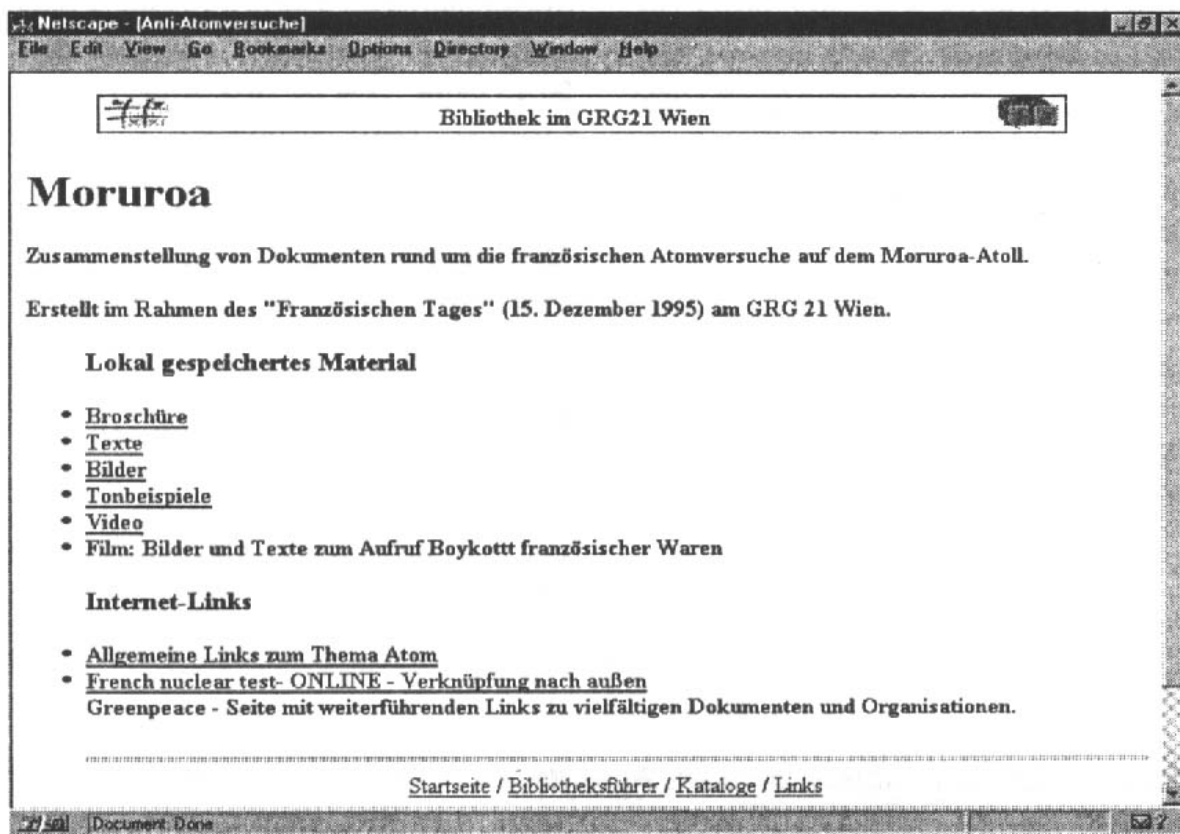 Netscape - [Anti-Atomversuche]
File Edit View Go Bookmarks Options Directory Window Help
Bibliothek im GRG21 Wien
Moruroa
Zusammenstellung von Dokumenten rund um die französischen Atomversuche auf dem Moruroa-Atoll.
Erstellt im Rahmen des "Französischen Tages" (15. Dezember 1995) am GRG 21 Wien.
Lokal gespeichertes Material
• Broschüre
• Texte
• Bilder
• Tonbeispiele
• Video
• Film: Bilder und Texte zum Aufruf Boykottt französischer Waren
Internet-Links
• Allgemeine Links zum Thema Atom
• French nuclear test- ONLINE - Verknüpfung nach außen
Greenpeace - Seite mit weiterführenden Links zu vielfältigen Dokumenten und Organisationen.
Startseite / Bibliotheksführer / Kataloge / Links
Document: Done